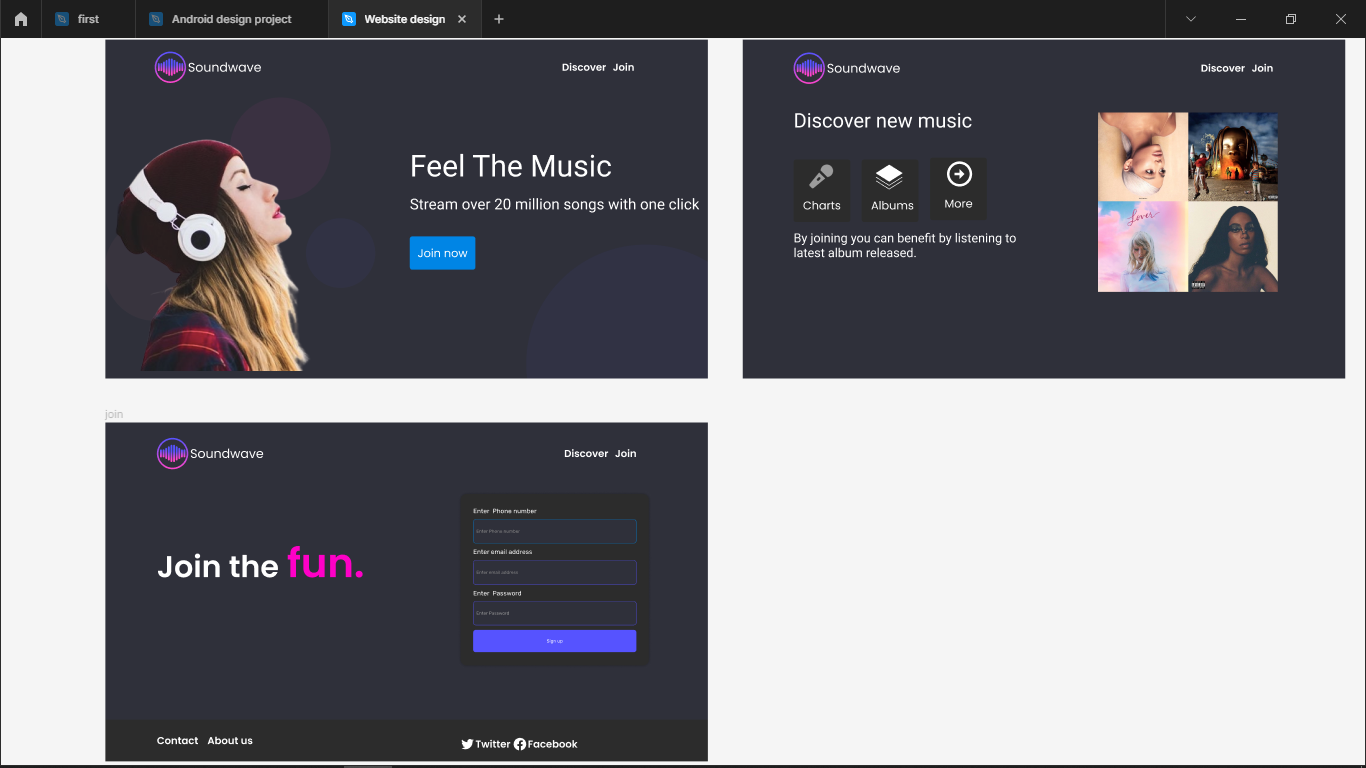 first
Android design project
Website design
Soundwave
Discover Join
Feel The Music
Stream over 20 million songs with one click
Join now
Soundwave
Discover Join
Discover new music
Charts
Albums
More
By joining you can benefit by listening to
latest album released.
Lover
join
Soundwave
Discover Join
Join the fun.
Enter Phone number
Enter Phone number
Enter email address
Enter email address
Enter Password
Enter Password
Sign up
Contact About us
Twitter Facebook